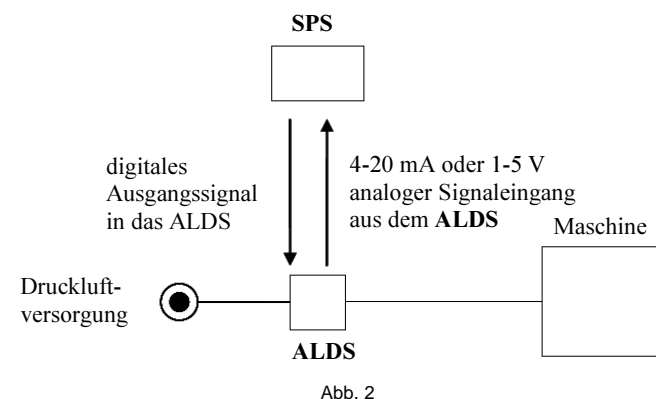 SPS
digitales
Ausgangssignal
in das ALDS
4-20 mA oder 1-5 V
analoger Signaleingang
aus dem ALDS
Maschine
Druckluft-
versorgung
ALDS
Abb. 2